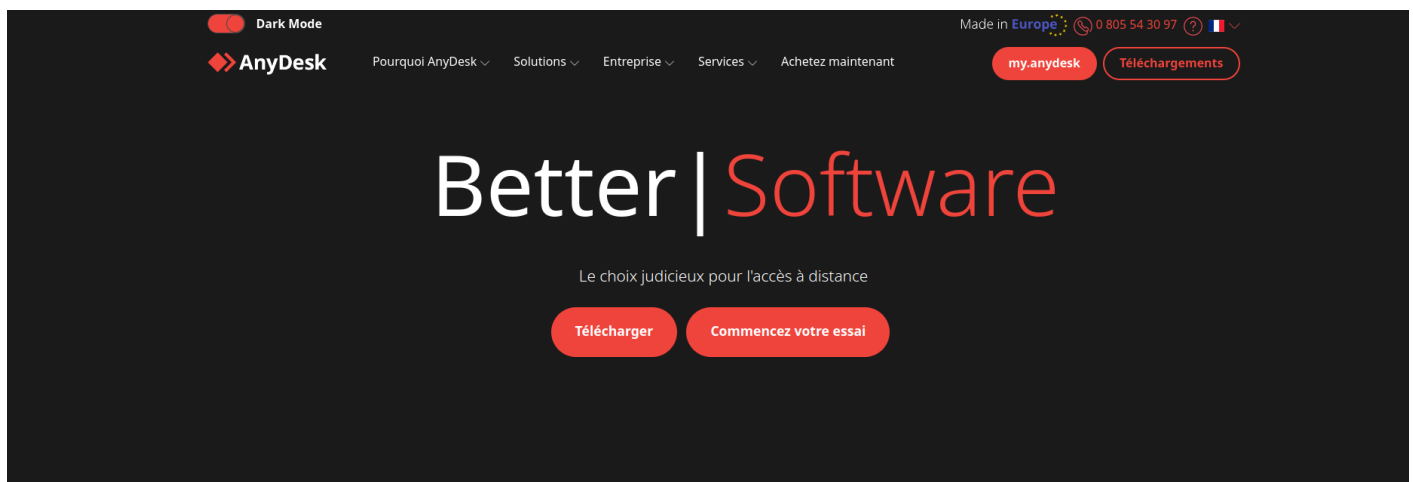 Dark Mode
Made in Europe 0 805 54 30 97 ?
AnyDesk
Pourquoi AnyDesk Solutions Entreprise Services Achetez maintenant
my.anydesk Téléchargements
Better|Software
Le choix judicieux pour l'accès à distance
Télécharger Commencez votre essai